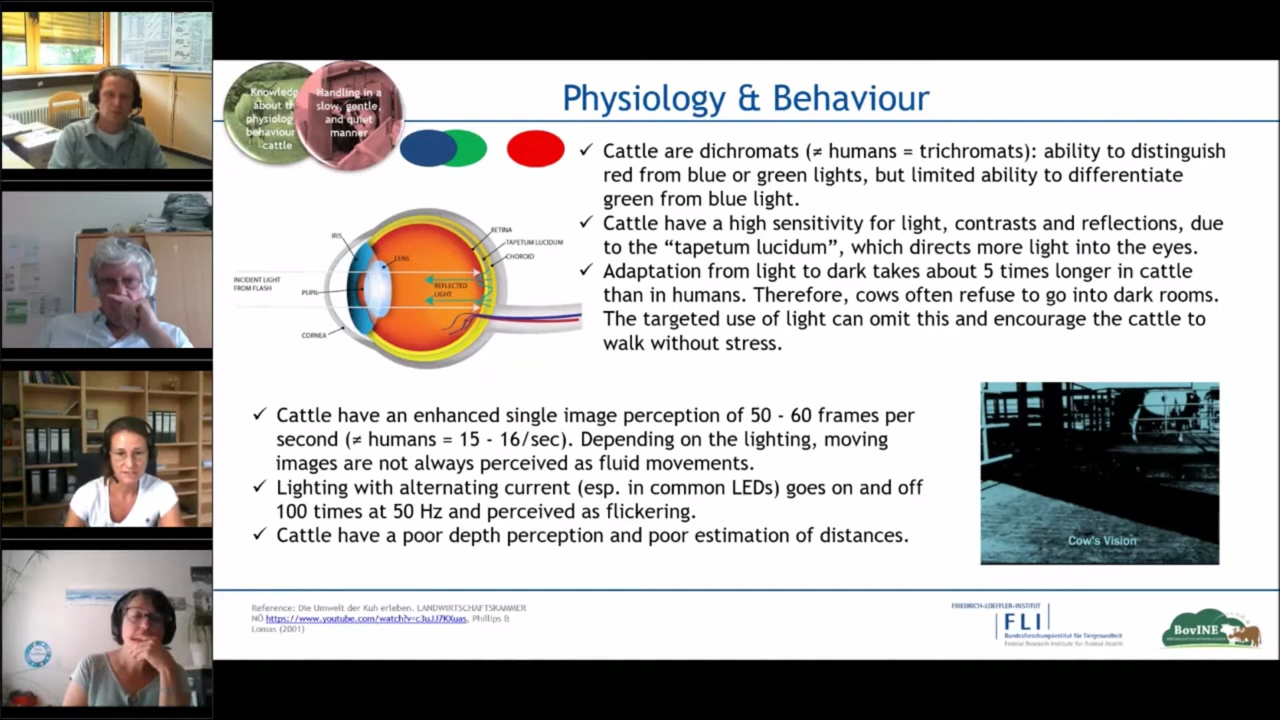 Knowledg
about th
physiolog
behaviour
cattle
Handling in a
slow, gentle,
and quiet
manner
Physiology & Behaviour
✓ Cattle are dichromats (≠ humans = trichromats): ability to distinguish
red from blue or green lights, but limited ability to differentiate
green from blue light.
✓ Cattle have a high sensitivity for light, contrasts and reflections, due
to the “tapetum lucidum”, which directs more light into the eyes.
✓ Adaptation from light to dark takes about 5 times longer in cattle
than in humans. Therefore, cows often refuse to go into dark rooms.
The targeted use of light can omit this and encourage the cattle to
walk without stress.
IRIS
LENS
RETINA
TAPETUM LUCIDUM
CHOROID
INCIDENT LIGHT
FROM FLASH
PUPIL
REFLECTED
LIGHT
CORNEA
✓ Cattle have an enhanced single image perception of 50 - 60 frames per
second (≠ humans = 15 - 16/sec). Depending on the lighting, moving
images are not always perceived as fluid movements.
✓ Lighting with alternating current (esp. in common LEDs) goes on and off
100 times at 50 Hz and perceived as flickering.
✓ Cattle have a poor depth perception and poor estimation of distances.
Cow's Vision
Reference: Die Umwelt der Kuh erleben. LANDWIRTSCHAFTSKAMMER
NÖ https://www.youtube.com/watch?v=c3uJJ7KXuas, Phillips &
Lomas (2001)
FRIEDRICH-LOEFFLER-INSTITUT
FLI
Bundesforschungsinstitut für Tiergesundheit
Federal Research Institute for Animal Health
BovINE